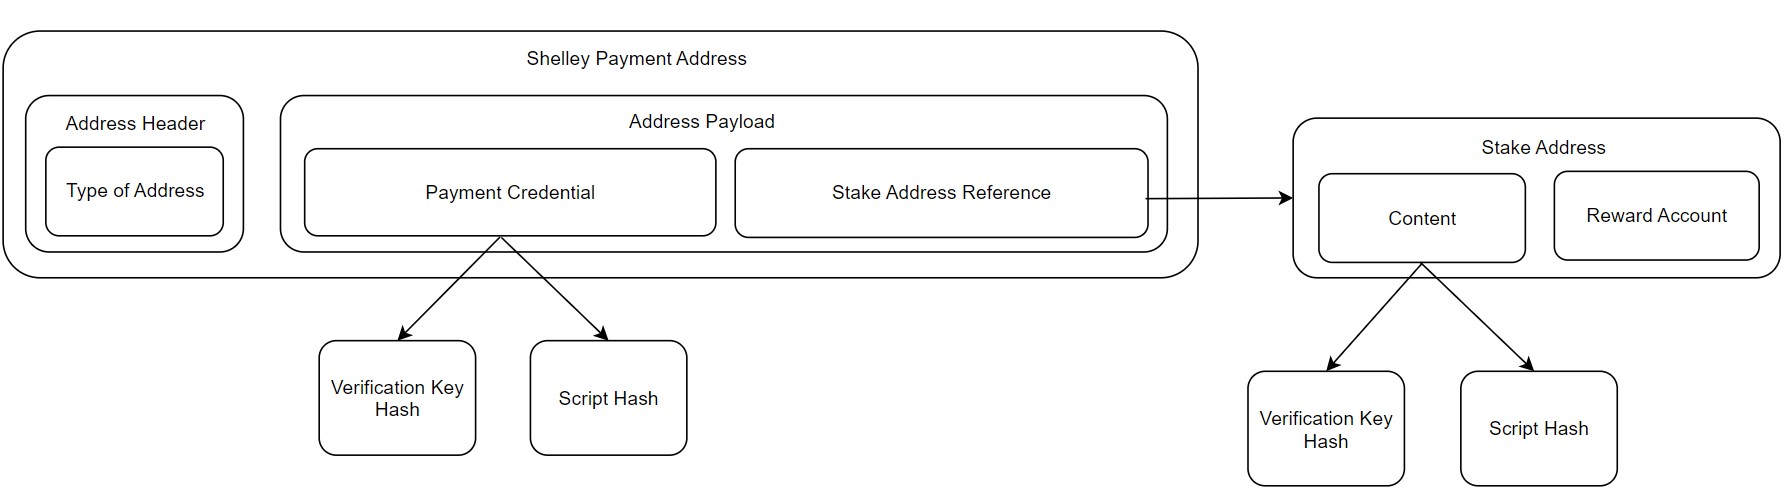 Shelley Payment Address
Address Header
Type of Address
Address Payload
Payment Credential
Stake Address Reference
Verification Key
Hash
Script Hash
Stake Address
Content
Reward Account
Verification Key
Hash
Script Hash